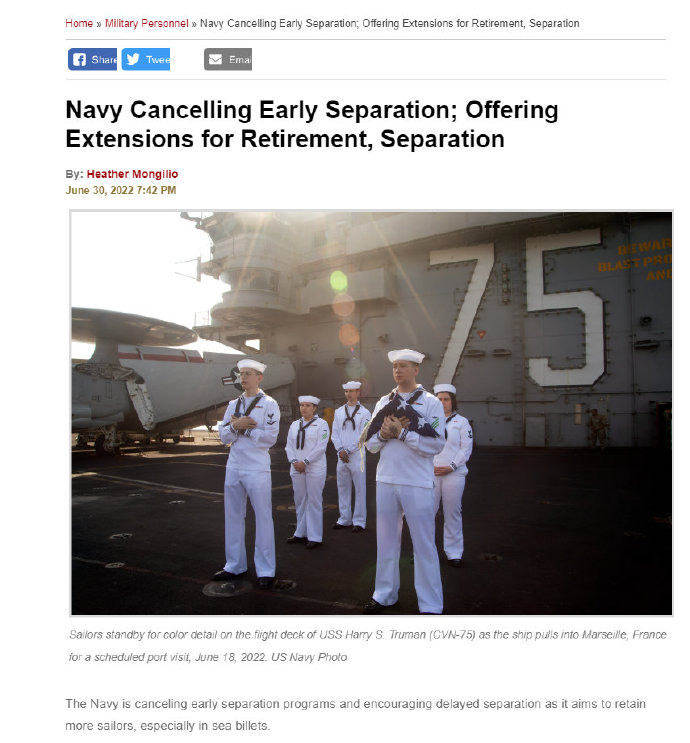 Home » Military Personnel » Navy Cancelling Early Separation; Offering Extensions for Retirement, Separation
Share
Twee
Emai
Navy Cancelling Early Separation; Offering
Extensions for Retirement, Separation
By: Heather Mongilio
June 30, 2022 7:42 PM
75
BEWAR
BLAST PRO
AND
Sailors standby for color detail on the flight deck of USS Harry S. Truman (CVN-75) as the ship pulls into Marseille, France
for a scheduled port visit, June 18, 2022. US Navy Photo
The Navy is canceling early separation programs and encouraging delayed separation as it aims to retain
more sailors, especially in sea billets.